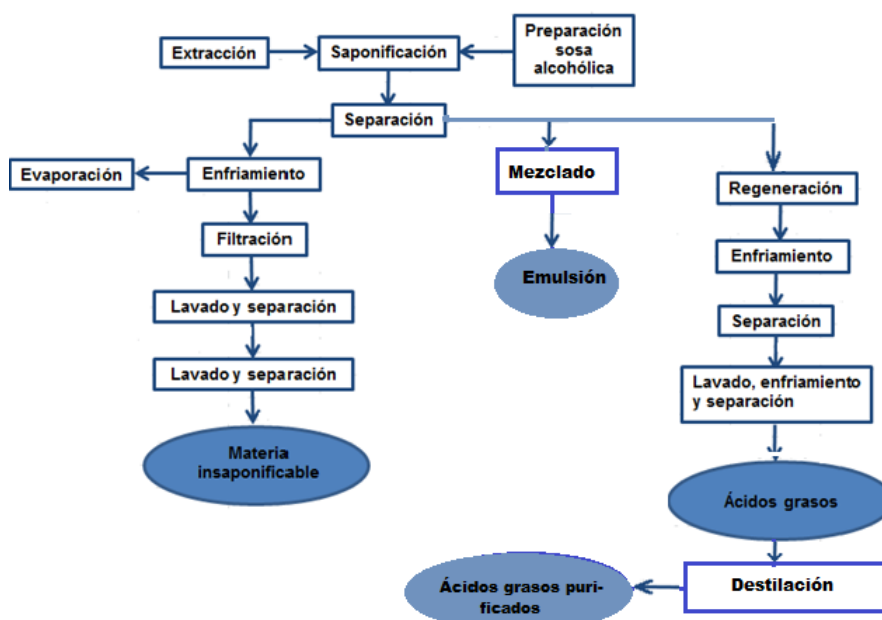 Extracción
Saponificación
Preparación
sosa
alcohólica
Separación
Evaporación
Enfriamiento
Mezclado
Regeneración
Filtración
Emulsión
Enfriamiento
Lavado y separación
Separación
Lavado y separación
Lavado, enfriamiento
y separación
Materia
insaponificable
Ácidos grasos
Ácidos grasos puri-
ficados
Destilación